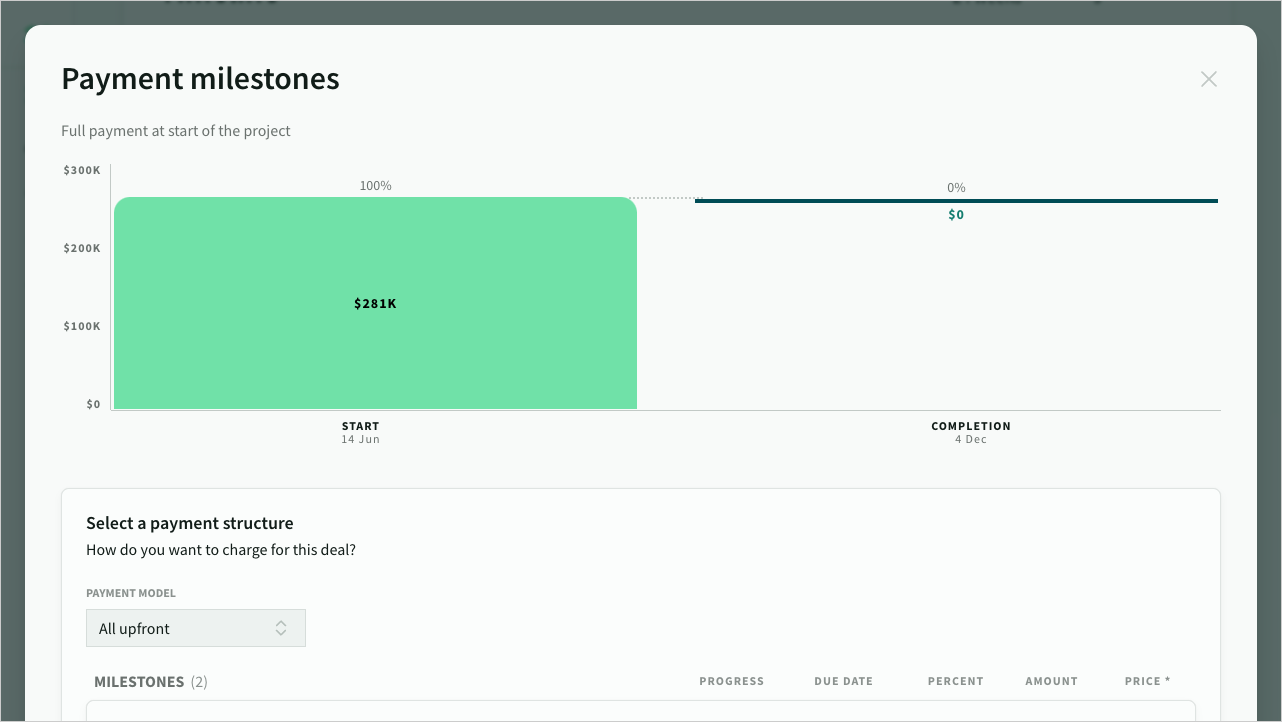 Payment milestones
Full payment at start of the project
$300K
100%
0%
$0
$200K
$281K
$100K
$0
START
COMPLETION
14 Jun
4 Dec
Select a payment structure
How do you want to charge for this deal?
PAYMENT MODEL
All upfront
MILESTONES (2) PROGRESS DUE DATE PERCENT AMOUNT PRICE *